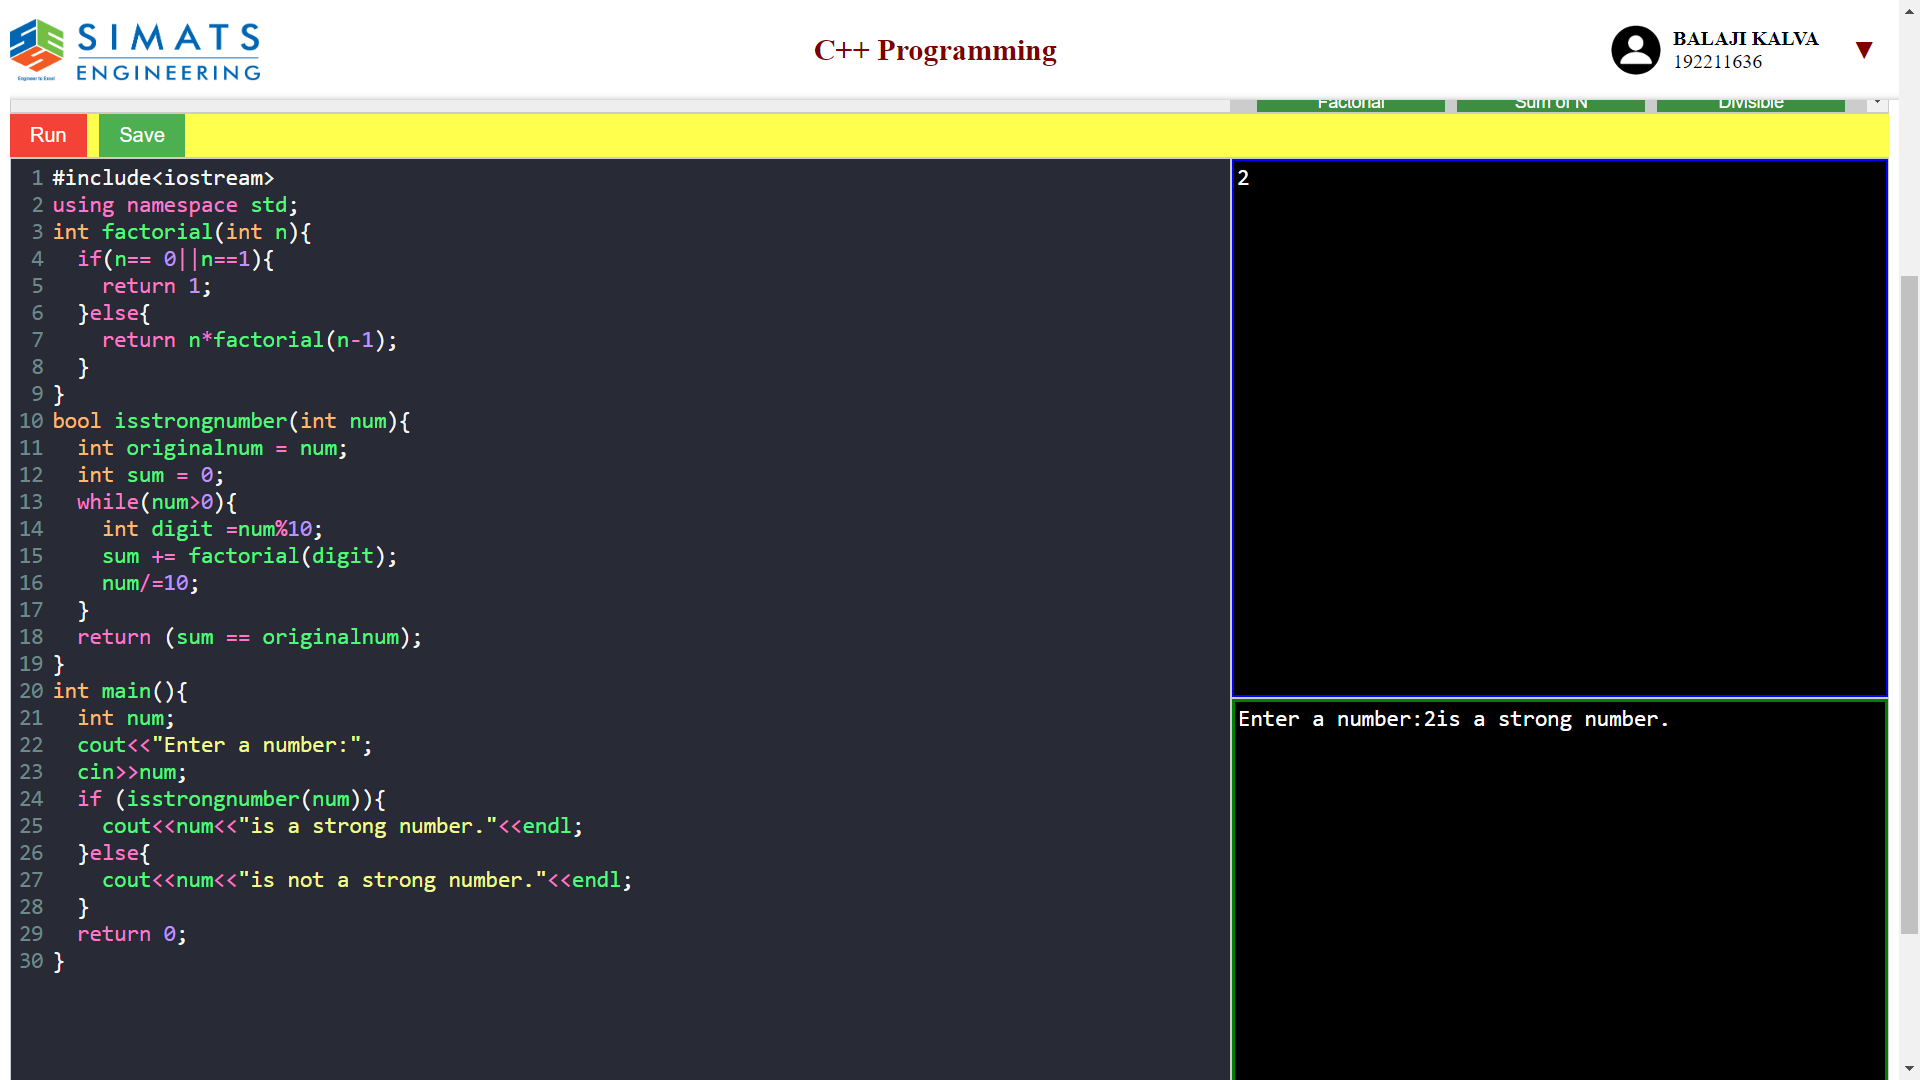 SIMATS
ENGINEERING
Engineer to Excel
C++ Programming
BALAJI KALVA
192211636
Factorial
Sum of N
Divisible
Run
Save
1 #include<iostream>
2 using namespace std;
3 int factorial(int n){
4   if(n== 0||n==1){
5     return 1;
6   }else{
7     return n*factorial(n-1);
8   }
9 }
10 bool isstrongnumber(int num){
11   int originalnum = num;
12   int sum = 0;
13   while(num>0){
14     int digit =num%10;
15     sum += factorial(digit);
16     num/=10;
17   }
18   return (sum == originalnum);
19 }
20 int main(){
21   int num;
22   cout<<"Enter a number:";
23   cin>>num;
24   if (isstrongnumber(num)){
25     cout<<num<<"is a strong number."<<endl;
26   }else{
27     cout<<num<<"is not a strong number."<<endl;
28   }
29   return 0;
30 }
2
Enter a number:2is a strong number.